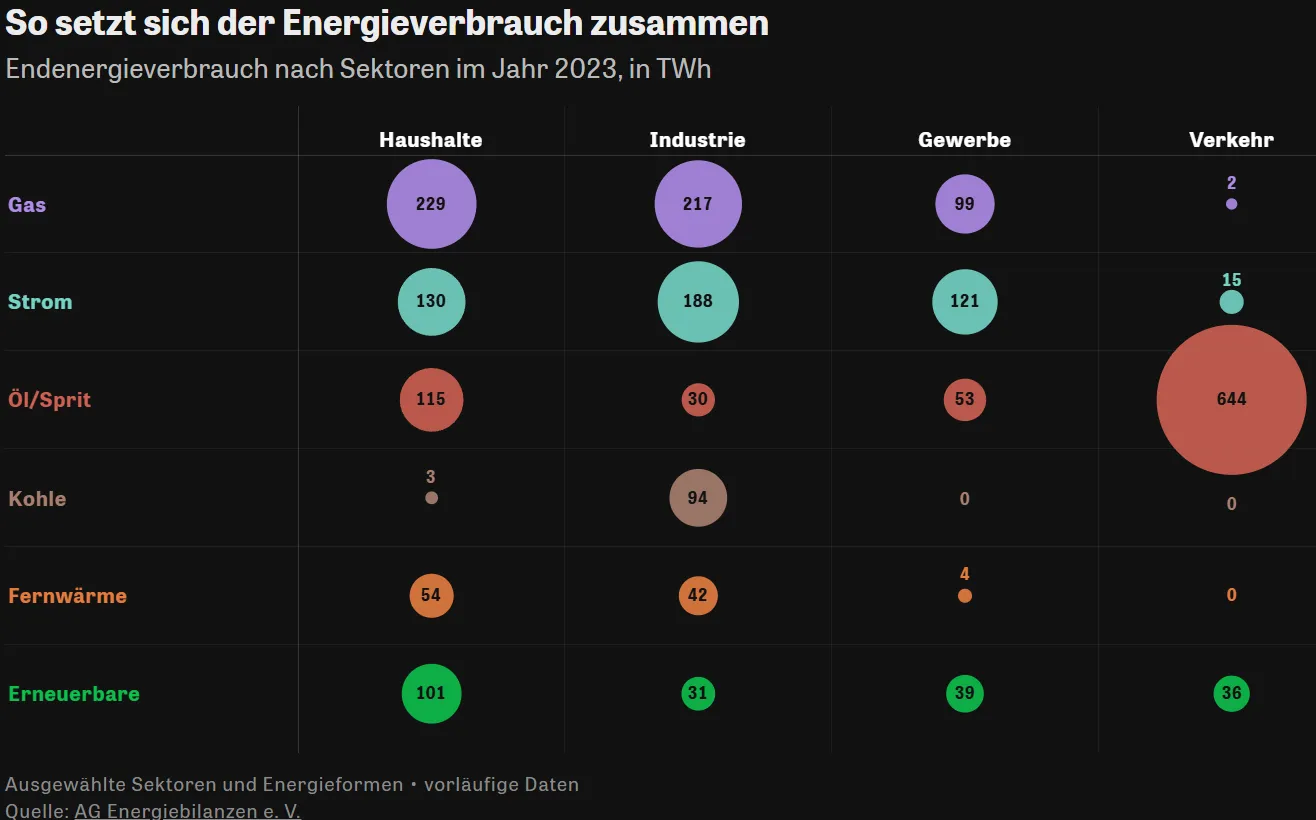 So setzt sich der Energieverbrauch zusammen
Endenergieverbrauch nach Sektoren im Jahr 2023, in TWh
Haushalte Industrie Gewerbe Verkehr
Gas 229 217 99 2
Strom 130 188 121 15
Öl/Sprit 115 30 53 644
Kohle 3 94 0 0
Fernwärme 54 42 4 0
Erneuerbare 101 31 39 36
Ausgewählte Sektoren und Energieformen • vorläufige Daten
Quelle: AG Energiebilanzen e. V.